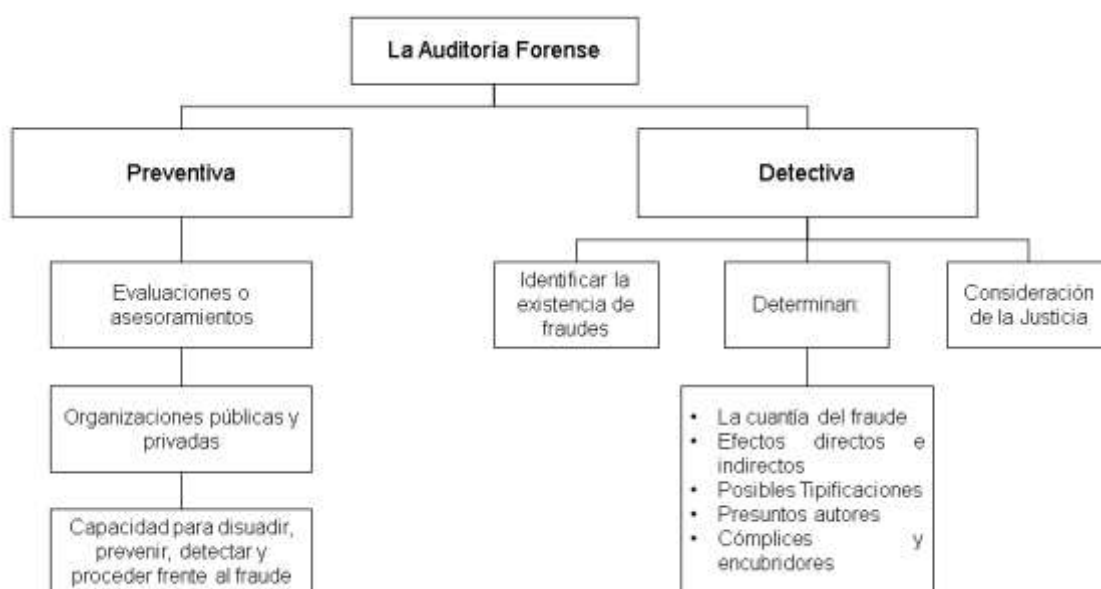 La Auditoria Forense
Preventiva
Evaluaciones o
asesoramientos
Organizaciones públicas y
privadas
Capacidad para disuadir,
prevenir, detectar y
proceder frente al fraude
Detectiva
Identificar la
existencia de
fraudes
Determinan:
• La cuantía del fraude
• Efectos directos e
indirectos
• Posibles Tipificaciones
• Presuntos autores
• Cómplices y
encubridores
Consideración
de la Justicia